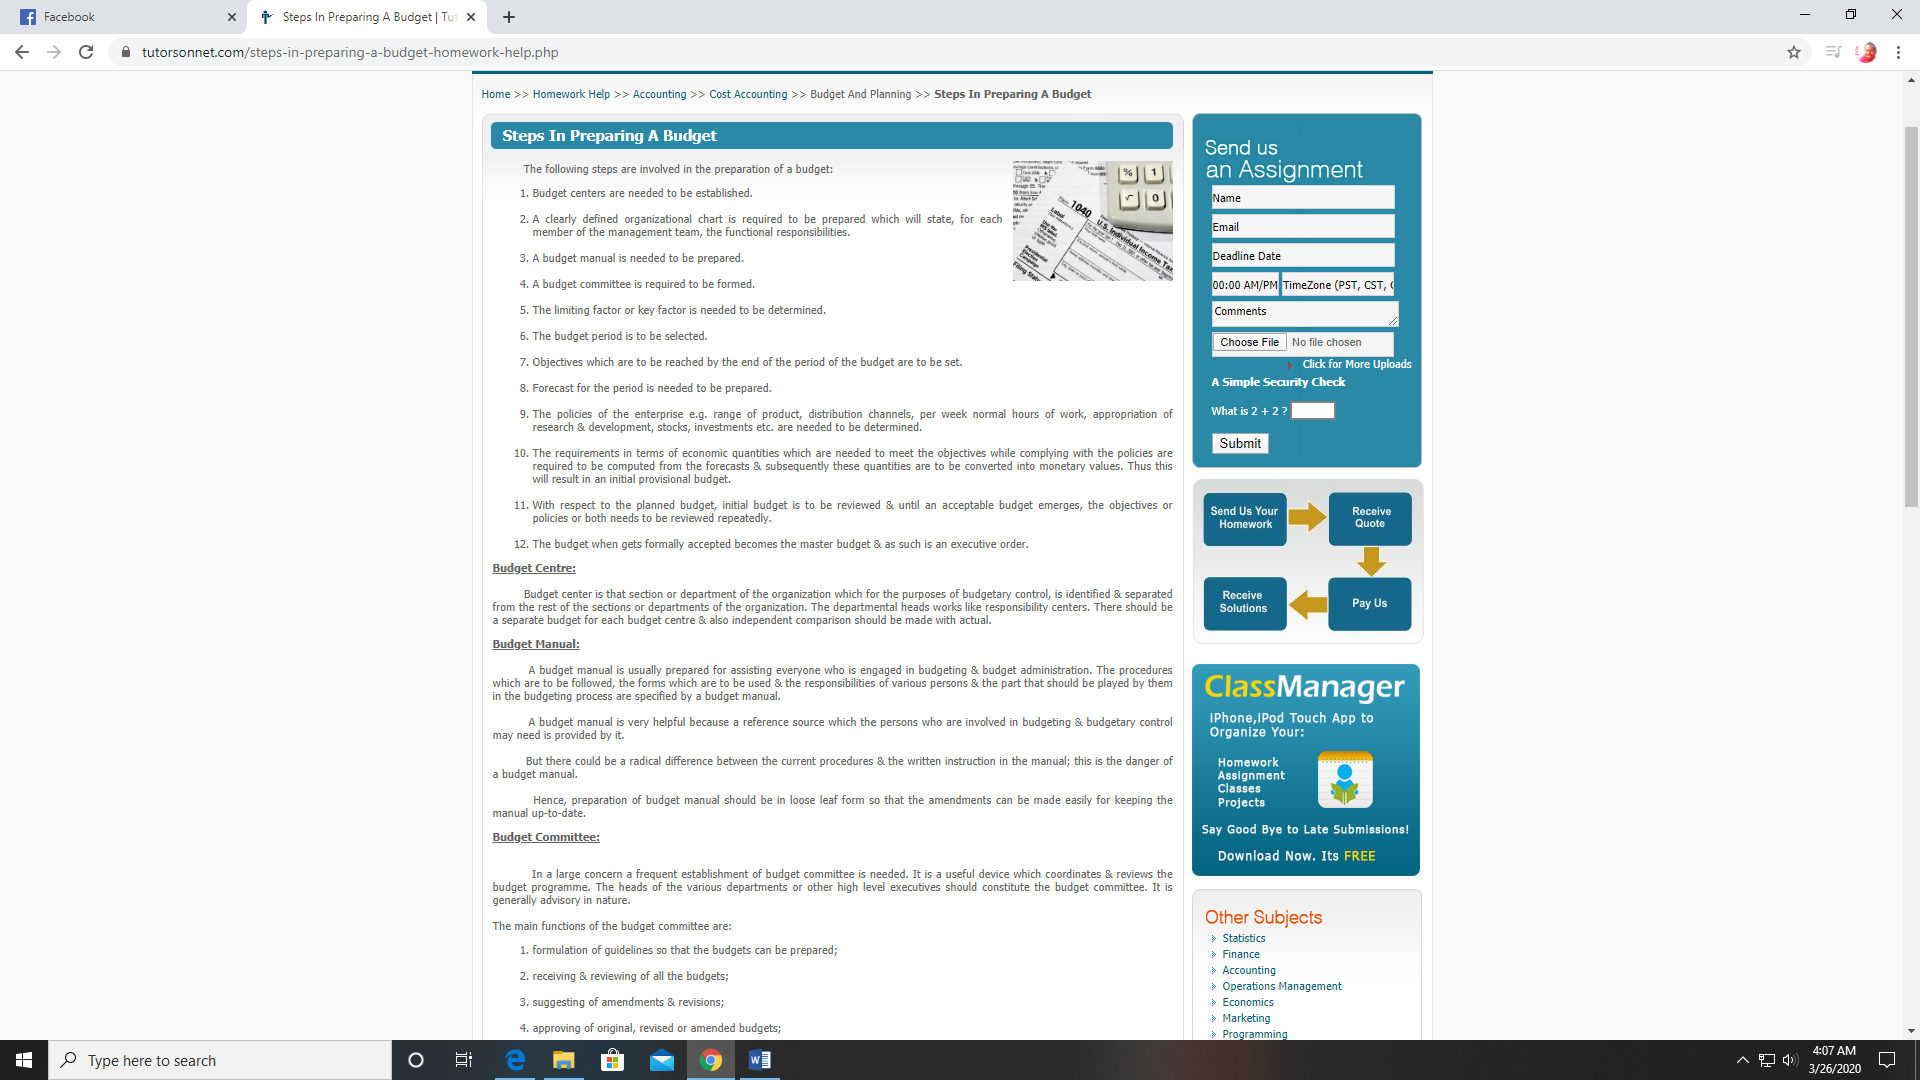 Facebook
Steps In Preparing A Budget | Tut
tutorsonnet.com/steps-in-preparing-a-budget-homework-help.php
Home >> Homework Help >> Accounting >> Cost Accounting >> Budget And Planning >> Steps In Preparing A Budget
Steps In Preparing A Budget
The following steps are involved in the preparation of a budget:
1. Budget centers are needed to be established.
2. A clearly defined organizational chart is required to be prepared which will state, for each
member of the management team, the functional responsibilities.
3. A budget manual is needed to be prepared.
4. A budget committee is required to be formed.
5. The limiting factor or key factor is needed to be determined.
6. The budget period is to be selected.
7. Objectives which are to be reached by the end of the period of the budget are to be set.
8. Forecast for the period is needed to be prepared.
9. The policies of the enterprise e.g. range of product, distribution channels, per week normal hours of work, appropriation of
research & development, stocks, investments etc. are needed to be determined.
10. The requirements in terms of economic quantities which are needed to meet the objectives while complying with the policies are
required to be computed from the forecasts & subsequently these quantities are to be converted into monetary values. Thus this
will result in an initial provisional budget.
11. With respect to the planned budget, initial budget is to be reviewed & until an acceptable budget emerges, the objectives or
policies or both needs to be reviewed repeatedly.
12. The budget when gets formally accepted becomes the master budget & as such is an executive order.
Budget Centre:
Budget center is that section or department of the organization which for the purposes of budgetary control, is identified & separated
from the rest of the sections or departments of the organization. The departmental heads works like responsibility centers. There should be
a separate budget for each budget centre & also independent comparison should be made with actual.
Budget Manual:
A budget manual is usually prepared for assisting everyone who is engaged in budgeting & budget administration. The procedures
which are to be followed, the forms which are to be used & the responsibilities of various persons & the part that should be played by them
in the budgeting process are specified by a budget manual.
A budget manual is very helpful because a reference source which the persons who are involved in budgeting & budgetary control
may need is provided by it.
But there could be a radical difference between the current procedures & the written instruction in the manual; this is the danger of
a budget manual.
Hence, preparation of budget manual should be in loose leaf form so that the amendments can be made easily for keeping the
manual up-to-date.
Budget Committee:
In a large concern a frequent establishment of budget committee is needed. It is a useful device which coordinates & reviews the
budget programme. The heads of the various departments or other high level executives should constitute the budget committee. It is
generally advisory in nature.
The main functions of the budget committee are:
1. formulation of guidelines so that the budgets can be prepared;
2. receiving & reviewing of all the budgets;
3. suggesting of amendments & revisions;
4. approving of original, revised or amended budgets;
1040
Label
U.S. Individual Income Tax
Presidential
Election
Campaign
% 1
√ 0
Send us
an Assignment
Name
Email
Deadline Date
00:00 AM/PM TimeZone (PST, CST,
Comments
Choose File No file chosen
Click for More Uploads
A Simple Security Check
What is 2 + 2 ?
Submit
Send Us Your
Homework
Receive
Quote
Receive
Solutions
Pay Us
ClassManager
iPhone,iPod Touch App to
Organize Your:
Homework
Assignment
Classes
Projects
Say Good Bye to Late Submissions!
Download Now. Its FREE
Other Subjects
Statistics
Finance
Accounting
Operations Management
Economics
Marketing
Programming
Type here to search
4:07 AM
3/26/2020